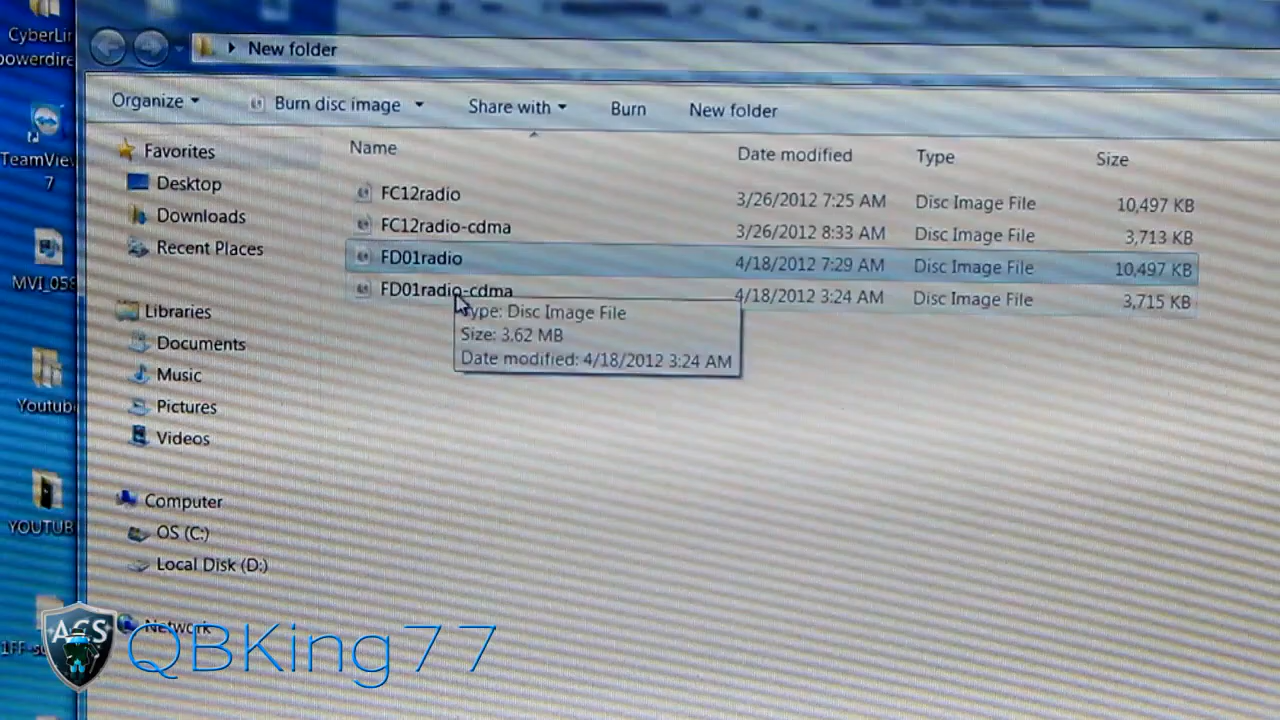 CyberLin
powerdire
New folder
Organize
Burn disc image
Share with
Burn
New folder
TeamView
7
Favorites
Name
Date modified
Type
Size
Desktop
FC12radio
3/26/2012 7:25 AM
Disc Image File
10,497 KB
Downloads
FC12radio-cdma
3/26/2012 8:33 AM
Disc Image File
3,713 KB
Recent Places
FD01radio
4/18/2012 7:29 AM
Disc Image File
10,497 KB
MVI_058
FD01radio-cdma
4/18/2012 3:24 AM
Disc Image File
3,715 KB
Type: Disc Image File
Size: 3.62 MB
Date modified: 4/18/2012 3:24 AM
Libraries
Documents
Music
Youtub
Pictures
Videos
Computer
YOUTUB
OS (C:)
Local Disk (D:)
Network
ACS
QBKing77